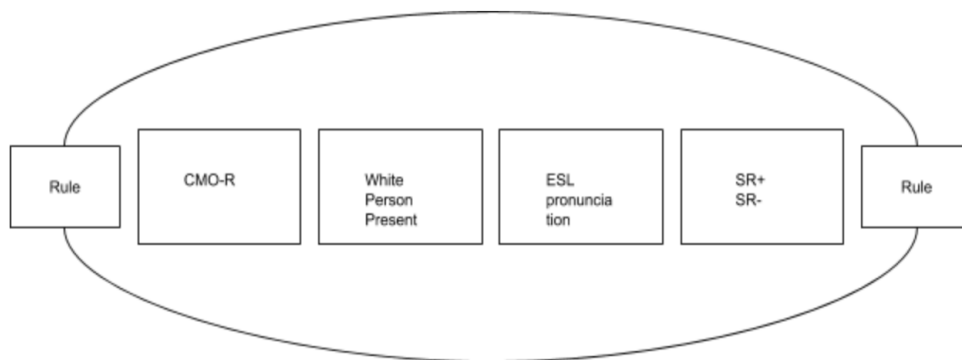 Rule
CMO-R
White
Person
Present
ESL
pronuncia
tion
SR+
SR-
Rule